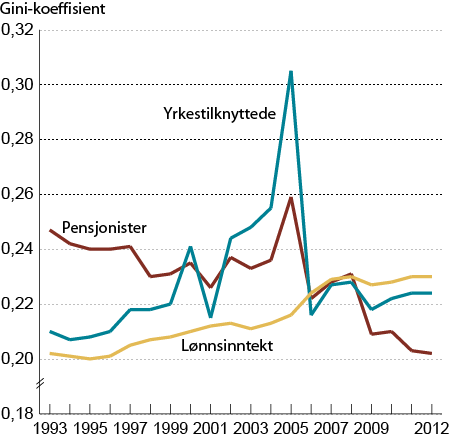 Gini-koeffisient
0,32
0,30
Yrkestilknyttede
0,28
0,26
Pensjonister
0,24
0,22
Lønnsinntekt
0,20
0,18
1993 1995 1997 1999 2001 2003 2005 2007 2009 2012